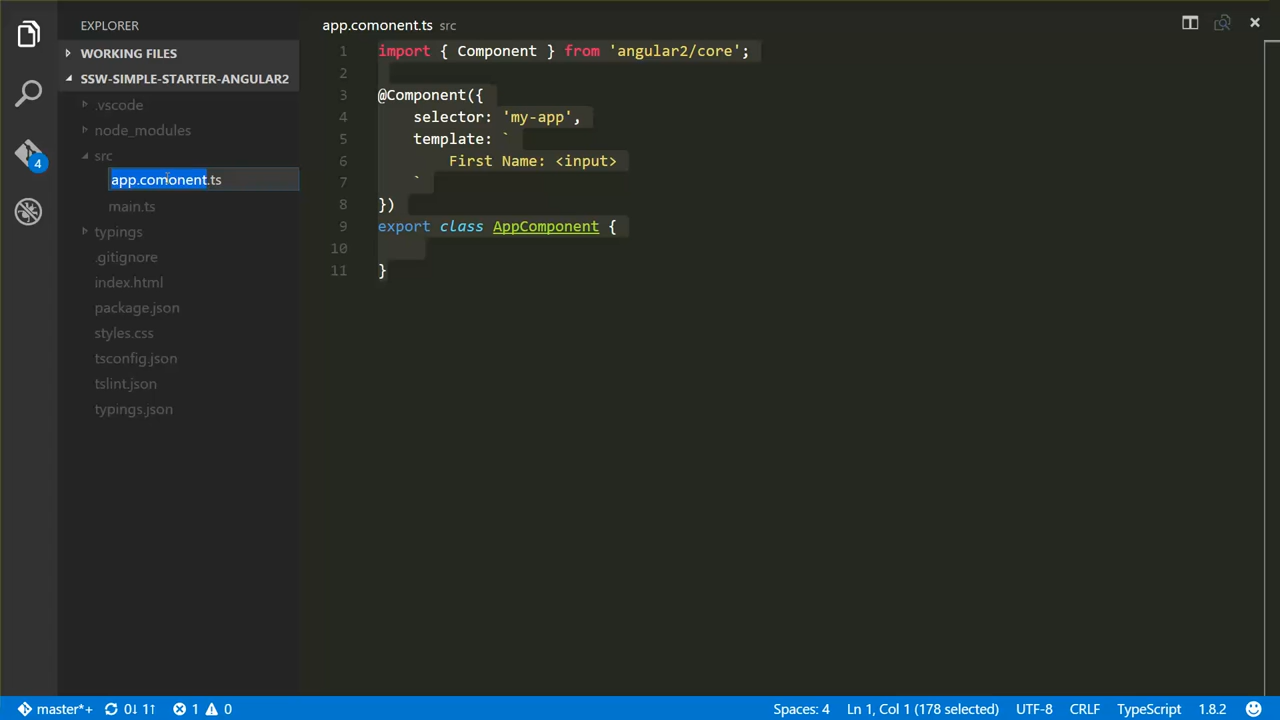 EXPLORER
WORKING FILES
SSW-SIMPLE-STARTER-ANGULAR2
.vscode
node_modules
src
app.comonent.ts
main.ts
typings
.gitignore
index.html
package.json
styles.css
tsconfig.json
tslint.json
typings.json
4
app.comonent.ts src
1 import { Component } from 'angular2/core';
2
3 @Component({
4 selector: 'my-app',
5 template: `
6 First Name: <input>
7 `
8 })
9 export class AppComponent {
10
11 }
master*+ 0↓ 1↑ 1 0
Spaces: 4 Ln 1, Col 1 (178 selected) UTF-8 CRLF TypeScript 1.8.2